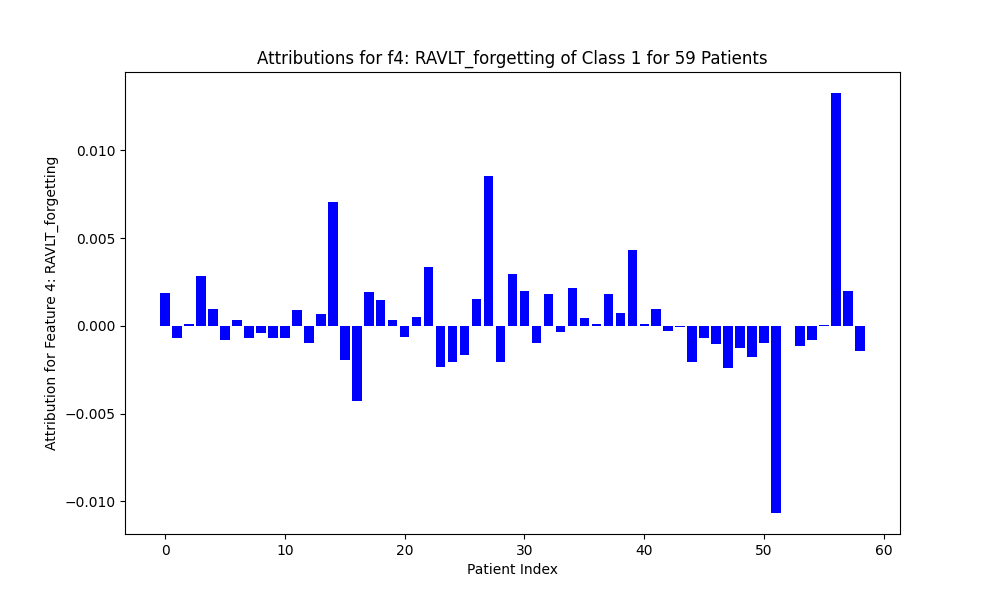 Attributions for f4: RAVLT_forgetting of Class 1 for 59 Patients
Attribution for Feature 4: RAVLT_forgetting
0.010
0.005
0.000
−0.005
−0.010
0 10 20 30 40 50 60
Patient Index